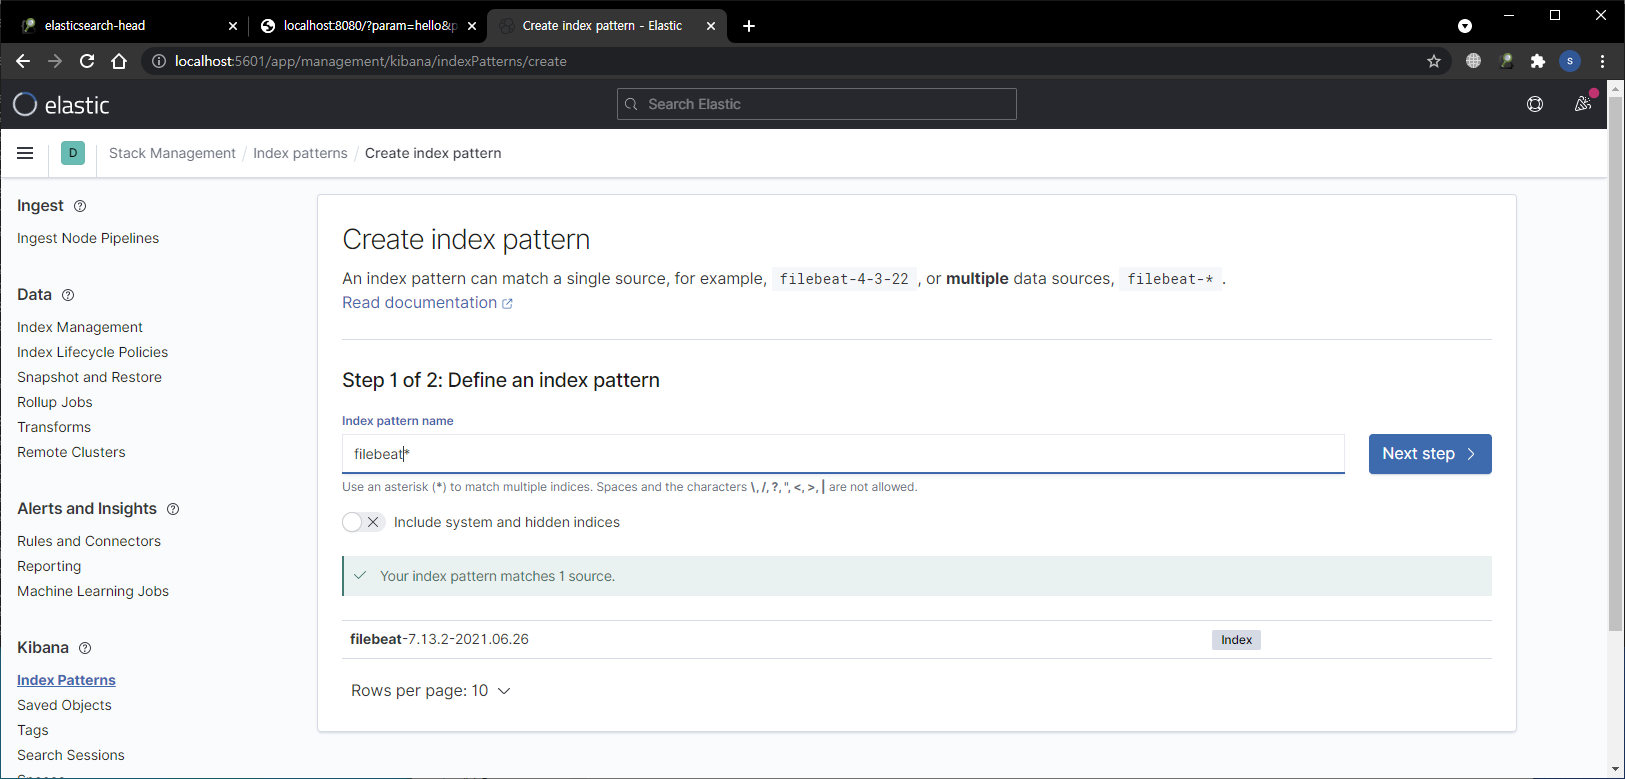 elasticsearch-head
localhost:8080/?param=hello&p
Create index pattern - Elastic
localhost:5601/app/management/kibana/indexPatterns/create
S
elastic
Search Elastic
D
Stack Management / Index patterns / Create index pattern
Ingest
Ingest Node Pipelines
Data
Index Management
Index Lifecycle Policies
Snapshot and Restore
Rollup Jobs
Transforms
Remote Clusters
Alerts and Insights
Rules and Connectors
Reporting
Machine Learning Jobs
Kibana
Index Patterns
Saved Objects
Tags
Search Sessions
Create index pattern
An index pattern can match a single source, for example, filebeat-4-3-22 , or multiple data sources, filebeat-* .
Read documentation
Step 1 of 2: Define an index pattern
Index pattern name
filebeat*
Next step
Use an asterisk (*) to match multiple indices. Spaces and the characters \, /, ?, ", <, >, | are not allowed.
Include system and hidden indices
Your index pattern matches 1 source.
filebeat-7.13.2-2021.06.26
Index
Rows per page: 10